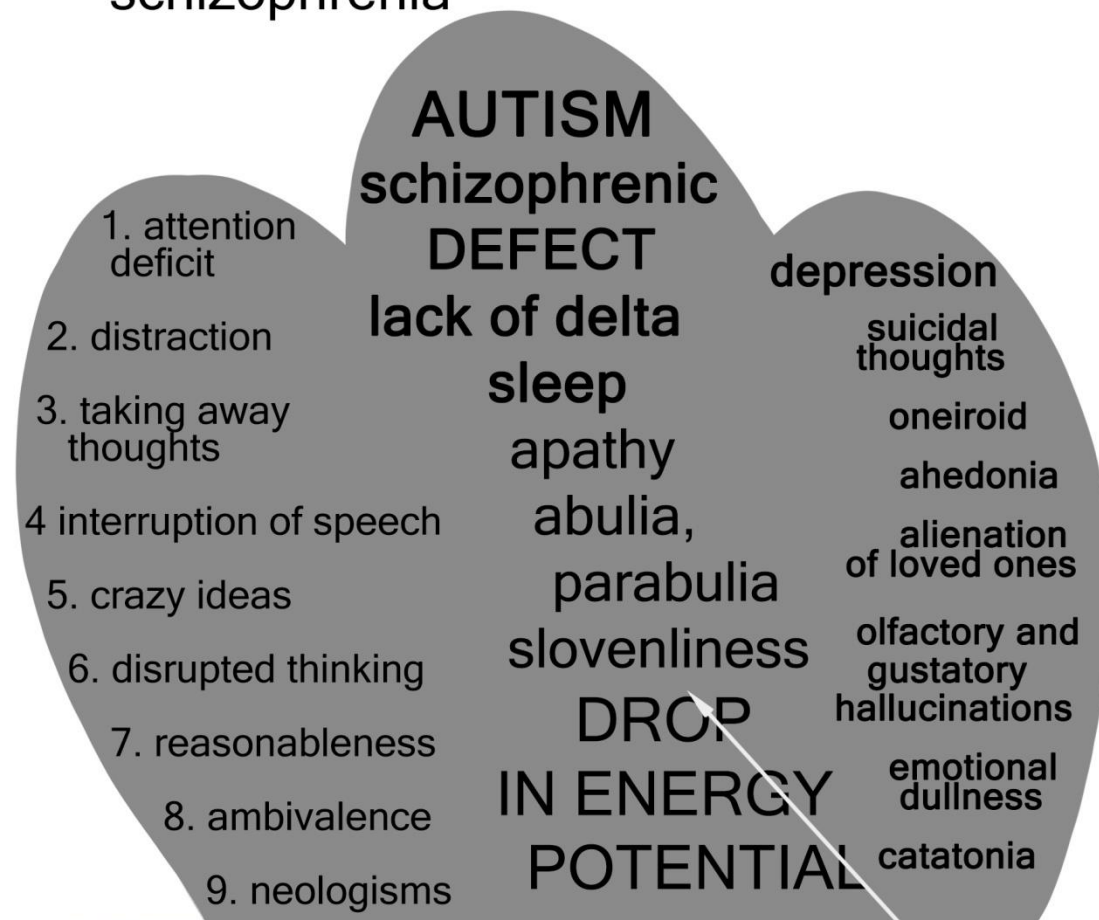 schizophrenia
AUTISM
schizophrenic
DEFECT
lack of delta
sleep
apathy
abulia,
parabulia
slovenliness
DROP
IN ENERGY
POTENTIAL
1. attention
deficit
2. distraction
3. taking away
thoughts
4 interruption of speech
5. crazy ideas
6. disrupted thinking
7. reasonableness
8. ambivalence
9. neologisms
depression
suicidal
thoughts
oneiroid
ahedonia
alienation
of loved ones
olfactory and
gustatory
hallucinations
emotional
dullness
catatonia